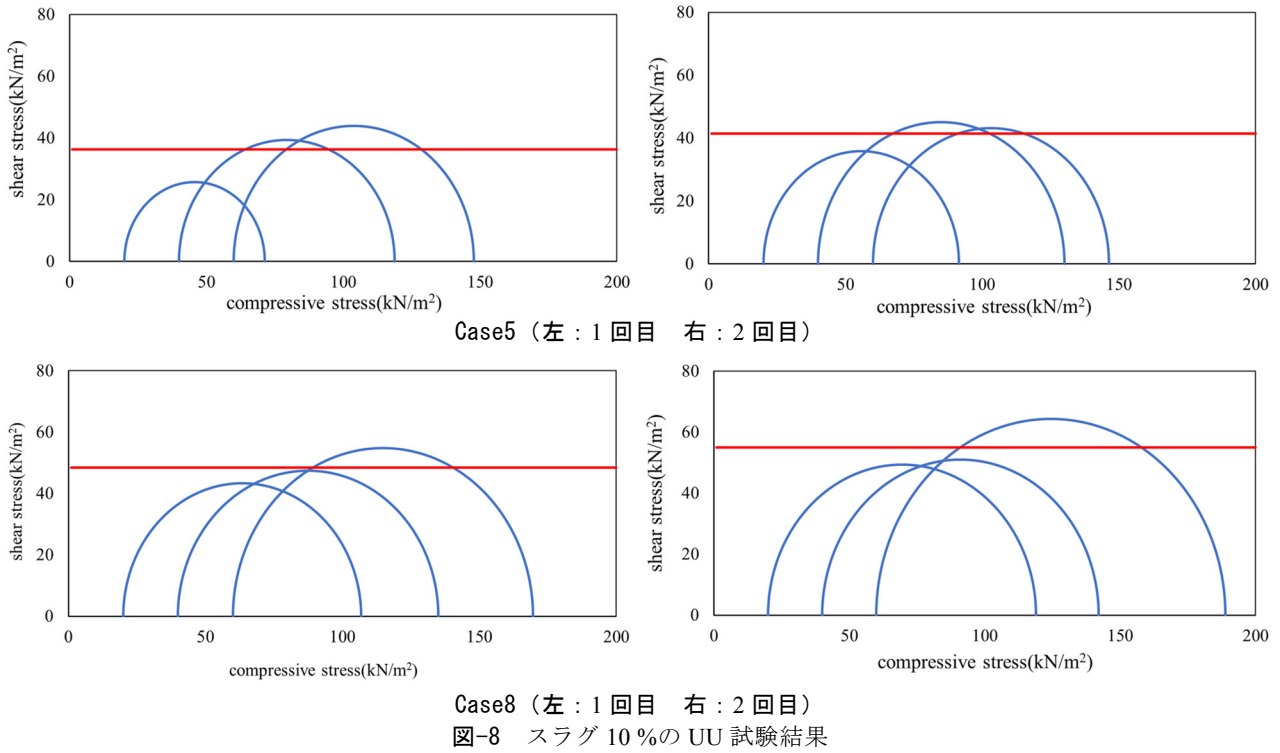 80
60
40
20
0
shear stress(kN/m²)
0 50 100 150 200
compressive stress(kN/m²)
80
60
40
20
0
shear stress(kN/m²)
0 50 100 150 200
compressive stress(kN/m²)
Case5（左：1 回目　右：2 回目）
80
60
40
20
0
shear stress(kN/m²)
0 50 100 150 200
compressive stress(kN/m²)
80
60
40
20
0
shear stress(kN/m²)
0 50 100 150 200
compressive stress(kN/m²)
Case8（左：1 回目　右：2 回目）
図-8　スラグ 10 %の UU 試験結果